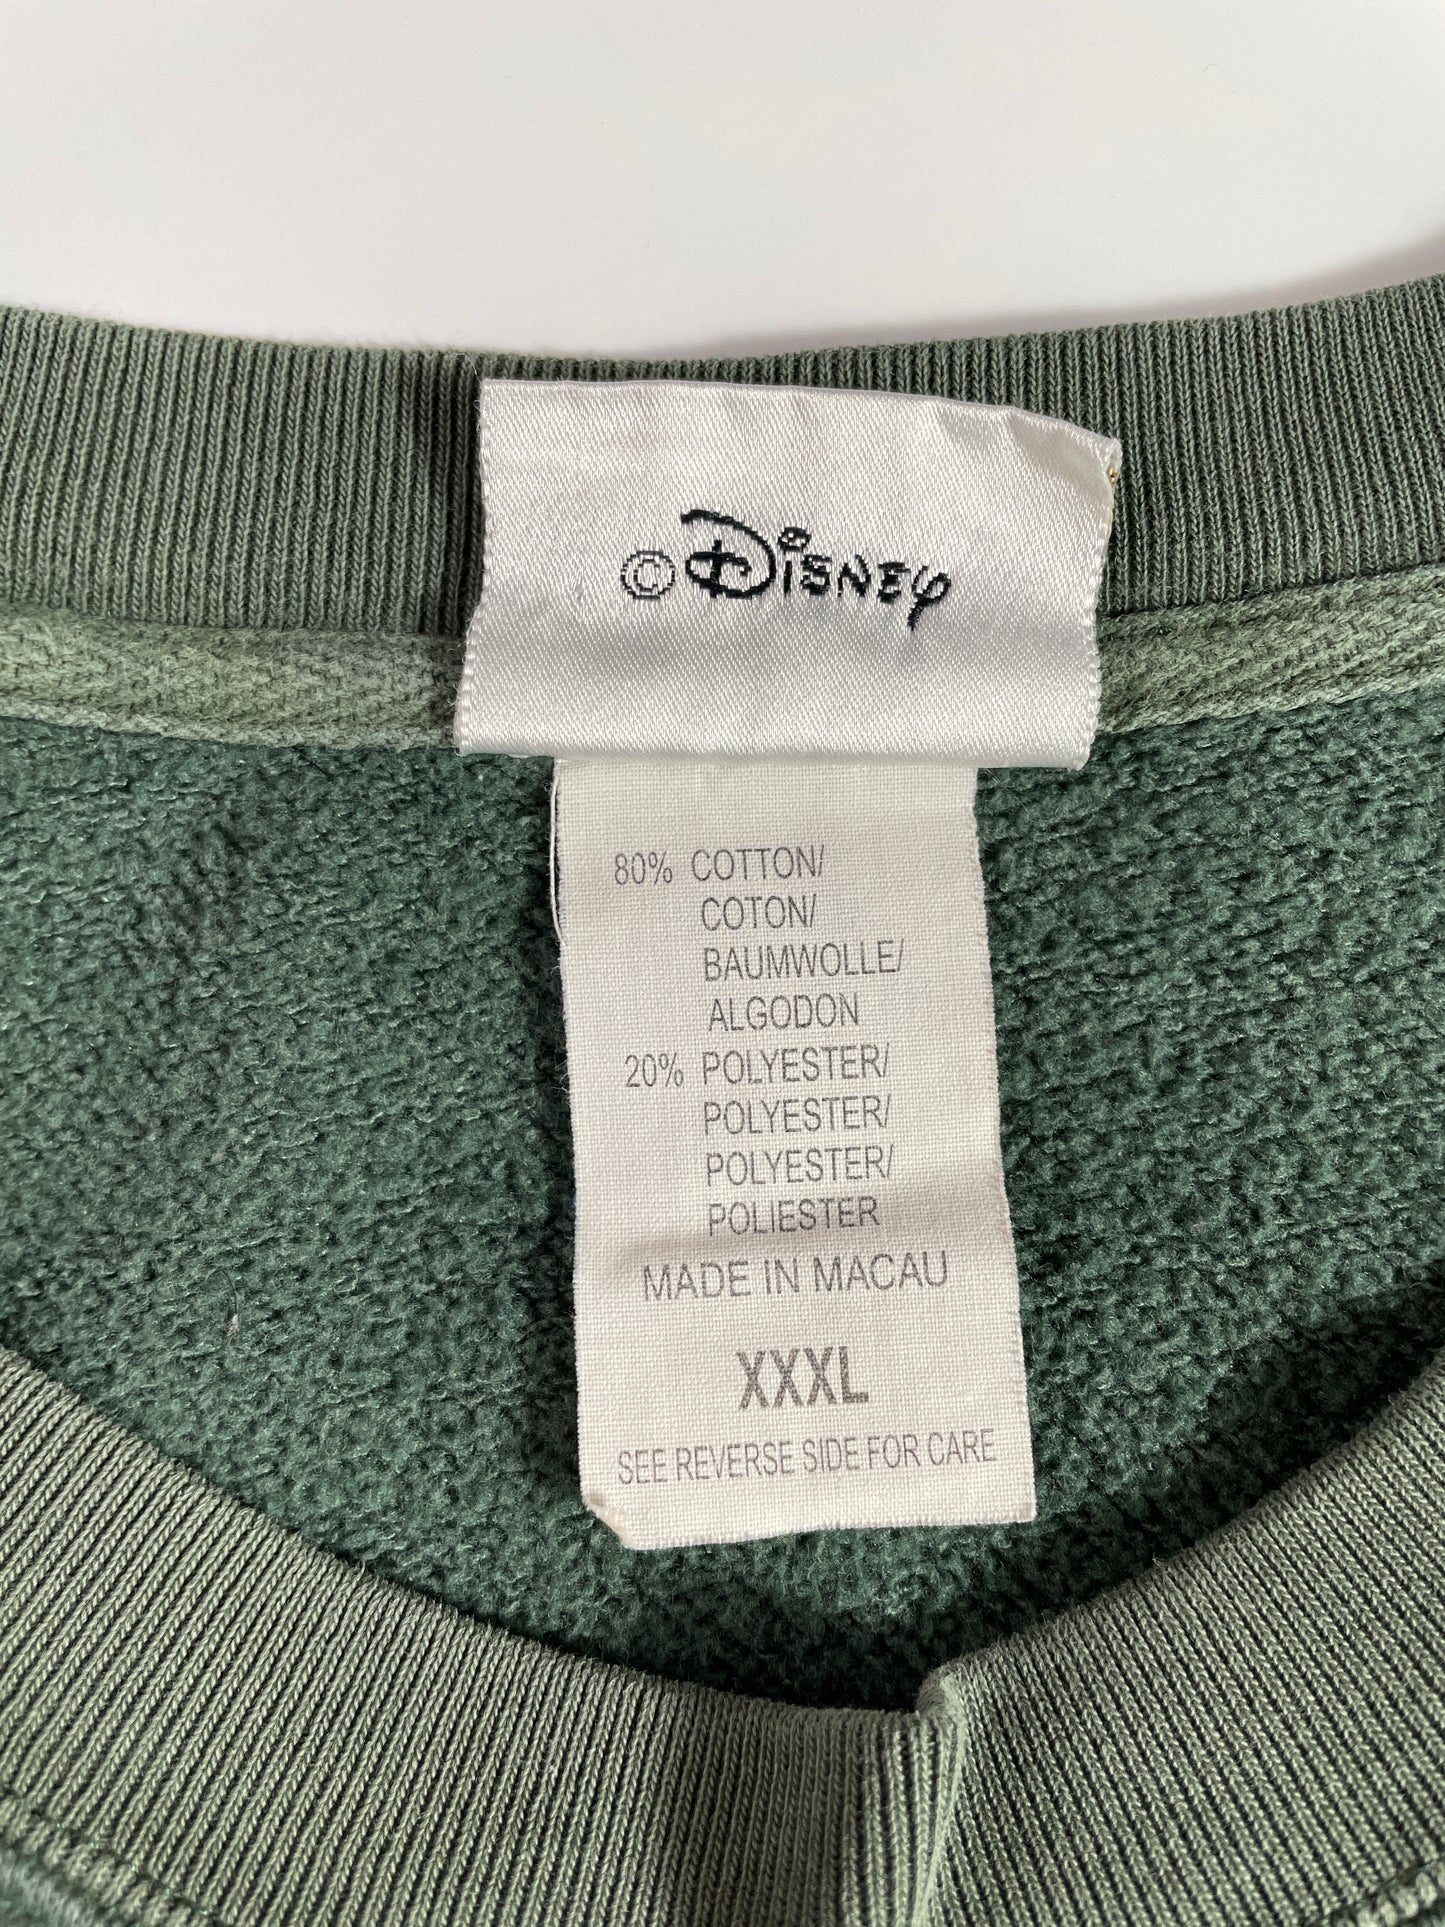 ©Disney
80% COTTON/
COTON/
BAUMWOLLE/
ALGODON
20% POLYESTER/
POLYESTER/
POLYESTER/
POLIESTER
MADE IN MACAU
XXXL
SEE REVERSE SIDE FOR CARE